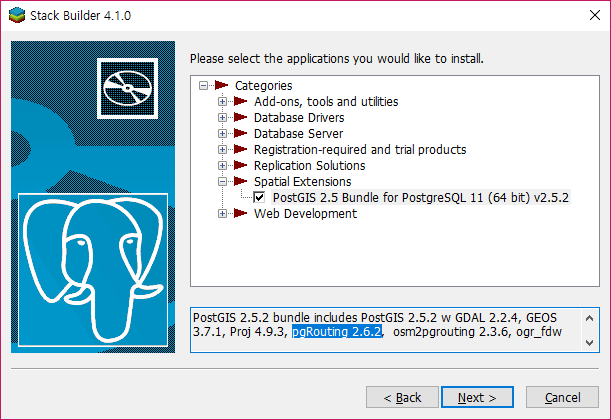 Stack Builder 4.1.0
Please select the applications you would like to install.
Categories
Add-ons, tools and utilities
Database Drivers
Database Server
Registration-required and trial products
Replication Solutions
Spatial Extensions
PostGIS 2.5 Bundle for PostgreSQL 11 (64 bit) v2.5.2
Web Development
PostGIS 2.5.2 bundle includes PostGIS 2.5.2 w GDAL 2.2.4, GEOS
3.7.1, Proj 4.9.3, pgRouting 2.6.2,  osm2pgrouting 2.3.6, ogr_fdw
< Back
Next >
Cancel